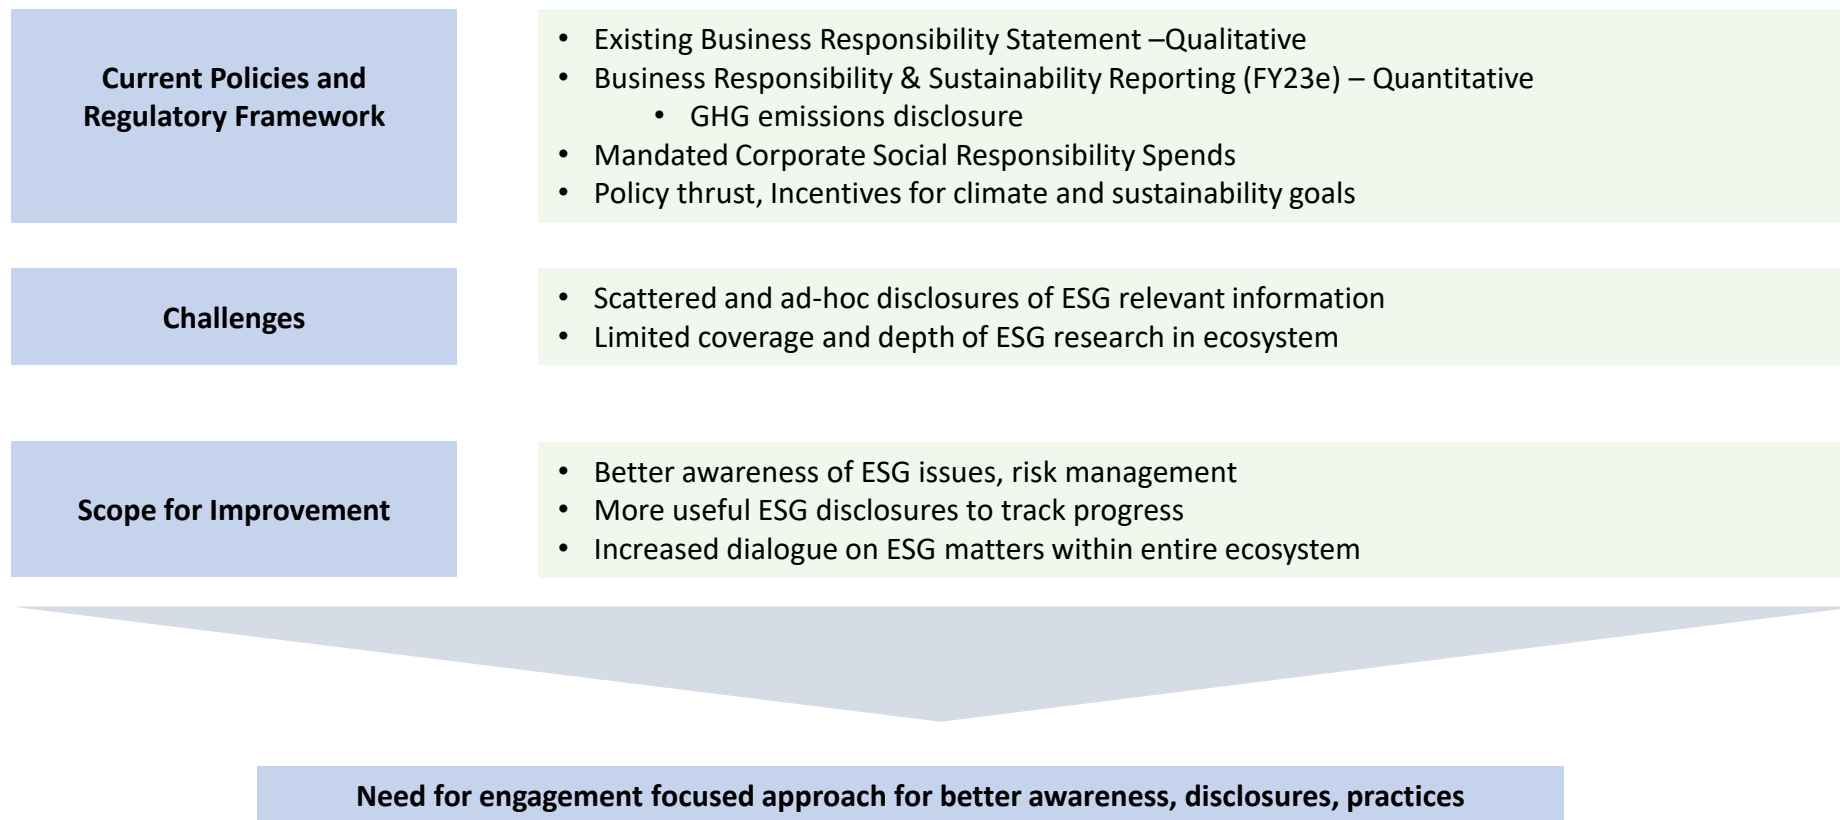 Current Policies and
Regulatory Framework
• Existing Business Responsibility Statement –Qualitative
• Business Responsibility & Sustainability Reporting (FY23e) – Quantitative
• GHG emissions disclosure
• Mandated Corporate Social Responsibility Spends
• Policy thrust, Incentives for climate and sustainability goals
Challenges
• Scattered and ad-hoc disclosures of ESG relevant information
• Limited coverage and depth of ESG research in ecosystem
Scope for Improvement
• Better awareness of ESG issues, risk management
• More useful ESG disclosures to track progress
• Increased dialogue on ESG matters within entire ecosystem
Need for engagement focused approach for better awareness, disclosures, practices